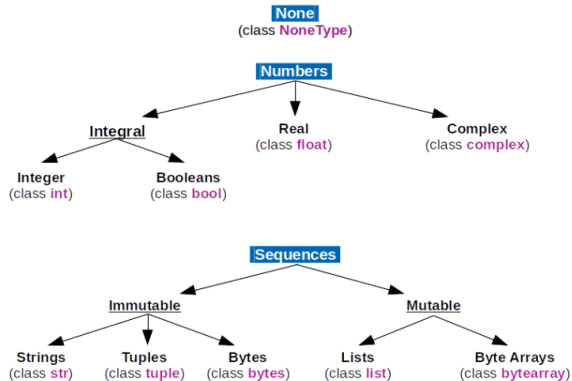 None
(class NoneType)
Numbers
Integral
Real
(class float)
Complex
(class complex)
Integer
(class int)
Booleans
(class bool)
Sequences
Immutable
Mutable
Strings
(class str)
Tuples
(class tuple)
Bytes
(class bytes)
Lists
(class list)
Byte Arrays
(class bytearray)